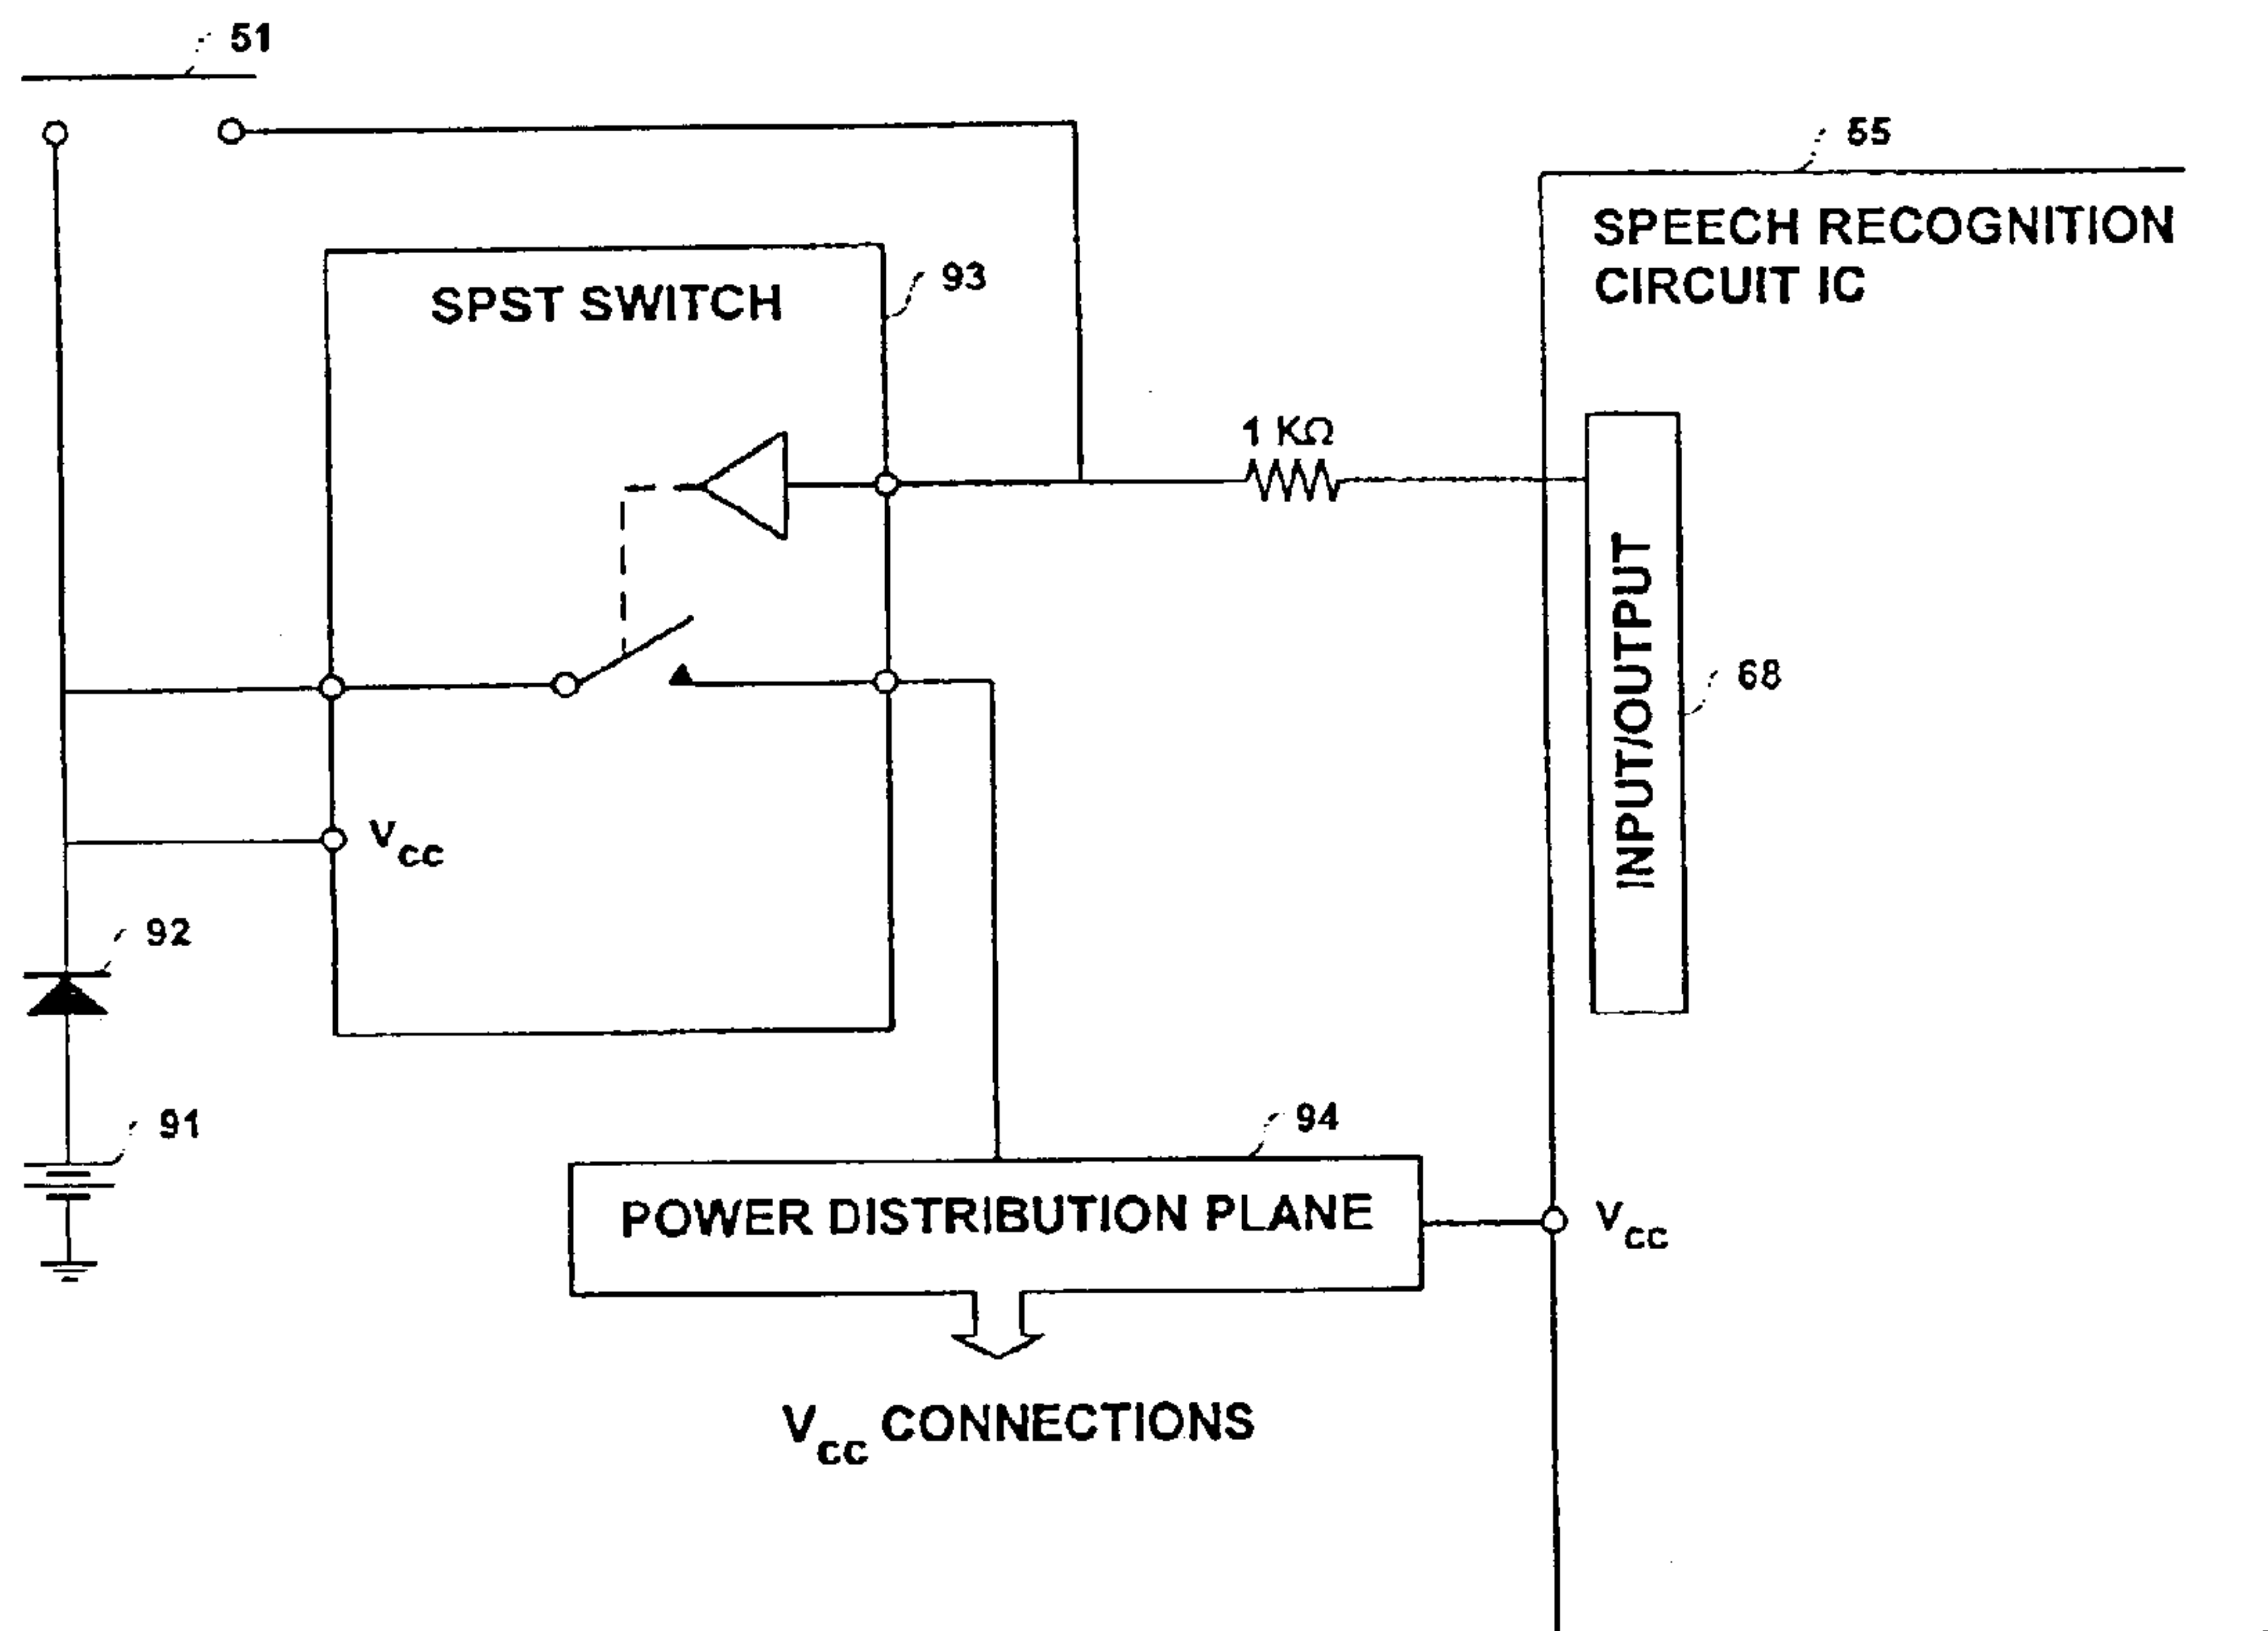 51
55
SPEECH RECOGNITION
CIRCUIT IC
SPST SWITCH
93
1 KΩ
INPUT/OUTPUT
68
VCC
92
91
94
POWER DISTRIBUTION PLANE
VCC
VCC CONNECTIONS